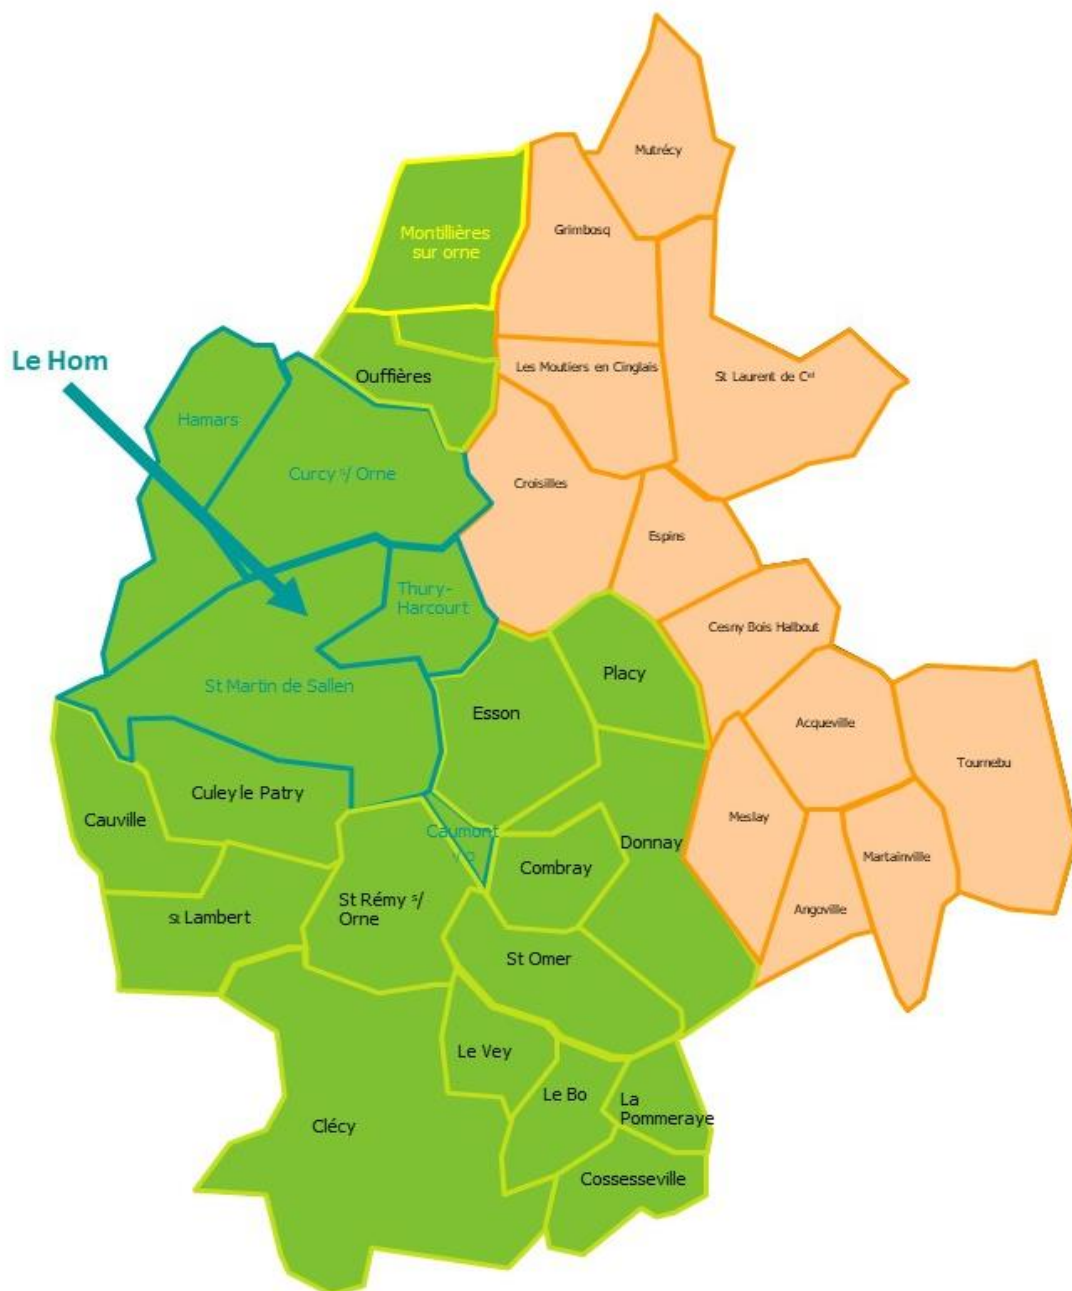 Mutrécy
Grimbosq
Montillières
sur orne
Le Hom
Les Moutiers en Cinglais
St Laurent de Cel
Ouffières
Hamars
Curcy s/ Orne
Croisilles
Espins
Thury-
Harcourt
Cesny Bois Halbout
Placy
St Martin de Sallen
Esson
Acqueville
Tournebu
Culey le Patry
Cauville
Meslay
Caumont
Donnay
Martainville
Combray
St Rémy s/
Orne
St Lambert
Angoville
St Omer
Le Vey
Le Bo
La
Pommeraye
Clécy
Cossesseville